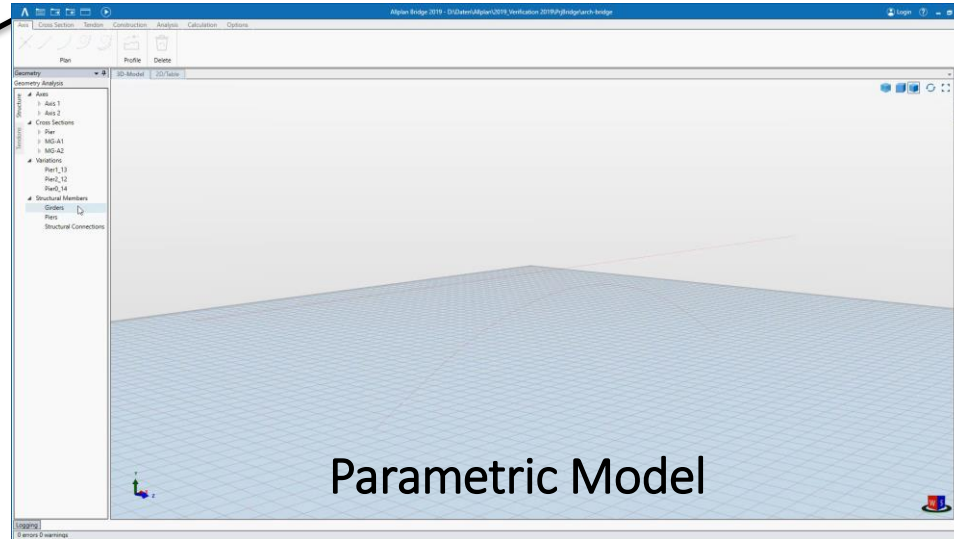 Allplan Bridge 2019 - D:\Daten\Allplan\2019_Verification 2019\PrjBridge\arch-bridge
Login
Axis Cross Section Tendon Construction Analysis Calculation Options
Plan Profile Delete
Geometry
3D-Model 2D/Table
Geometry Analysis
Structure
Tendons
Axes
Axis 1
Axis 2
Cross Sections
Pier
MG-A1
MG-A2
Variations
Pier1_13
Pier2_12
Pier0_14
Structural Members
Girders
Piers
Structural Connections
Parametric Model
Y
Z
W S
Logging
0 errors 0 warnings